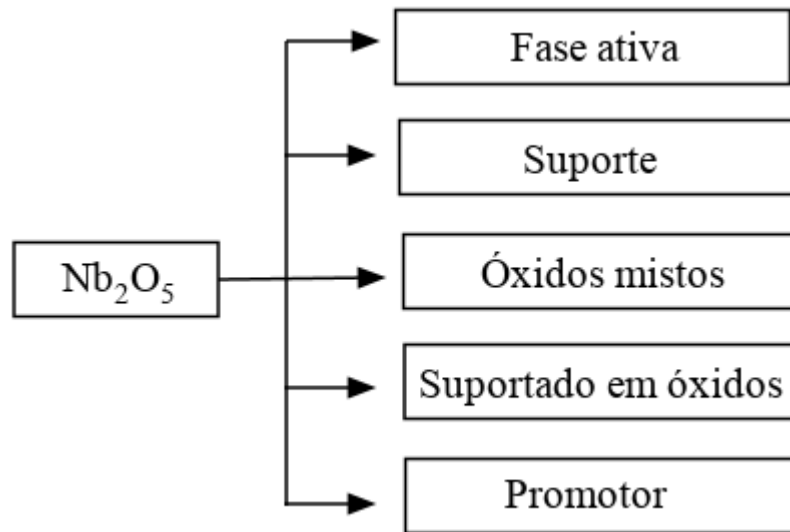 Fase ativa
Suporte
Nb₂O₅
Óxidos mistos
Suportado em óxidos
Promotor